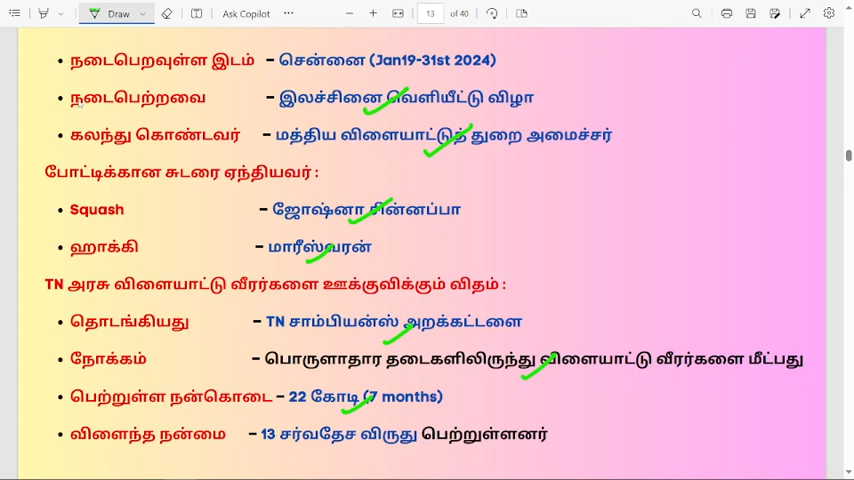 Draw
Ask Copilot
13 of 40
• நடைபெறவுள்ள இடம் – சென்னை (Jan19-31st 2024)
• நடைபெற்றவை – இலச்சினை வெளியீட்டு விழா
• கலந்து கொண்டவர் – மத்திய விளையாட்டுத் துறை அமைச்சர்
போட்டிக்கான சுடரை ஏந்தியவர் :
• Squash – ஜோஷ்னா சின்னப்பா
• ஹாக்கி – மாரீஸ்வரன்
TN அரசு விளையாட்டு வீரர்களை ஊக்குவிக்கும் விதம் :
• தொடங்கியது – TN சாம்பியன்ஸ் அறக்கட்டளை
• நோக்கம் – பொருளாதார தடைகளிலிருந்து விளையாட்டு வீரர்களை மீட்பது
• பெற்றுள்ள நன்கொடை – 22 கோடி (7 months)
• விளைந்த நன்மை – 13 சர்வதேச விருது பெற்றுள்ளனர்